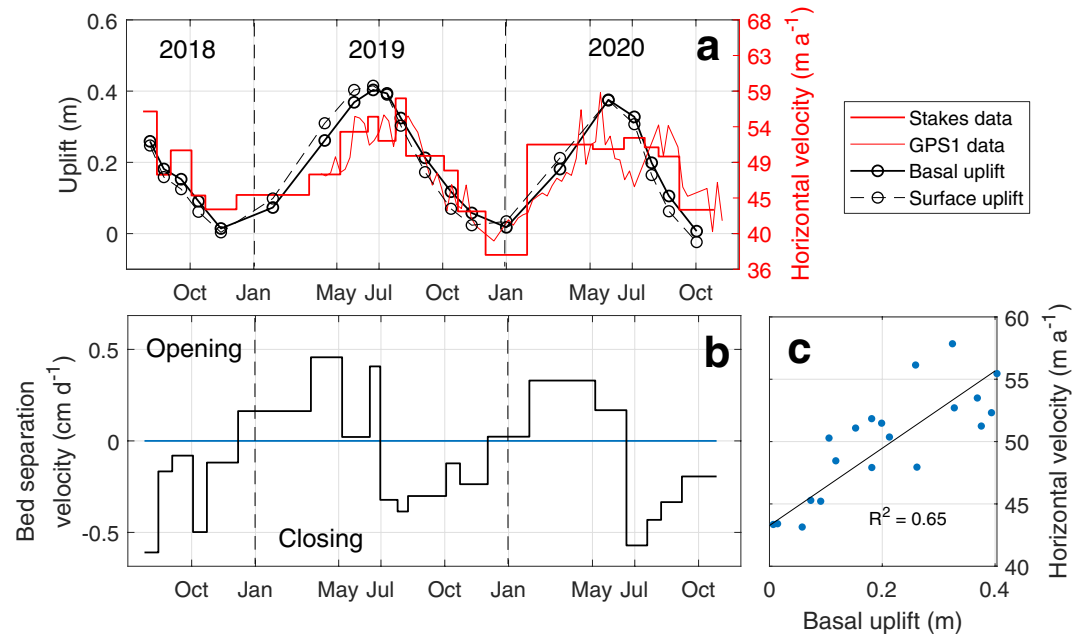 0.6
0.4
0.2
0
Uplift (m)
2018
2019
2020
a
68
63
59
54
49
45
40
36
Horizontal velocity (m a⁻¹)
Oct Jan May Jul Oct Jan May Jul Oct
Stakes data
GPS1 data
Basal uplift
Surface uplift
0.5
0
-0.5
Bed separation
velocity (cm d⁻¹)
Opening
Closing
b
Oct Jan May Jul Oct Jan May Jul Oct
c
R² = 0.65
60
55
50
45
40
Horizontal velocity (m a⁻¹)
0 0.2 0.4
Basal uplift (m)